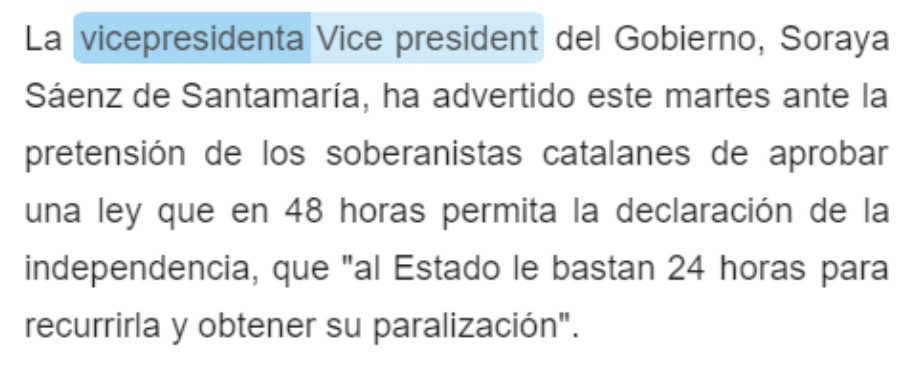 La vicepresidenta Vice president del Gobierno, Soraya
Sáenz de Santamaría, ha advertido este martes ante la
pretensión de los soberanistas catalanes de aprobar
una ley que en 48 horas permita la declaración de la
independencia, que "al Estado le bastan 24 horas para
recurrirla y obtener su paralización".